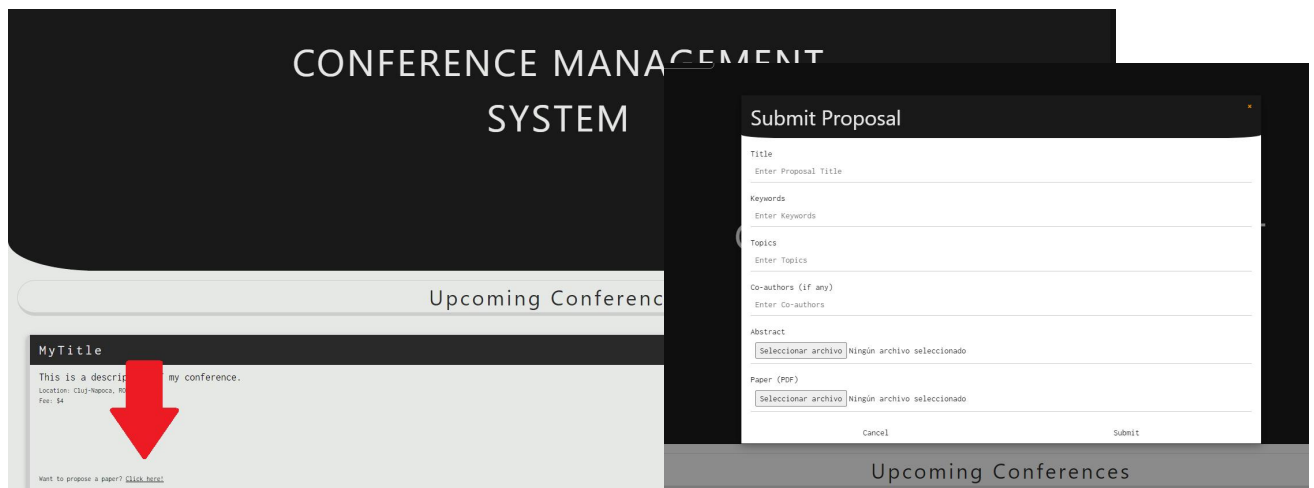 CONFERENCE MANAGEMENT
SYSTEM
Upcoming Conferenc
MyTitle
This is a descrip my conference.
Location: Cluj-Napoca, RO
Fee: $4
Want to propose a paper? Click here!
Submit Proposal
×
Title
Enter Proposal Title
Keywords
Enter Keywords
Topics
Enter Topics
Co-authors (if any)
Enter Co-authors
Abstract
Seleccionar archivo Ningún archivo seleccionado
Paper (PDF)
Seleccionar archivo Ningún archivo seleccionado
Cancel Submit
Upcoming Conferences